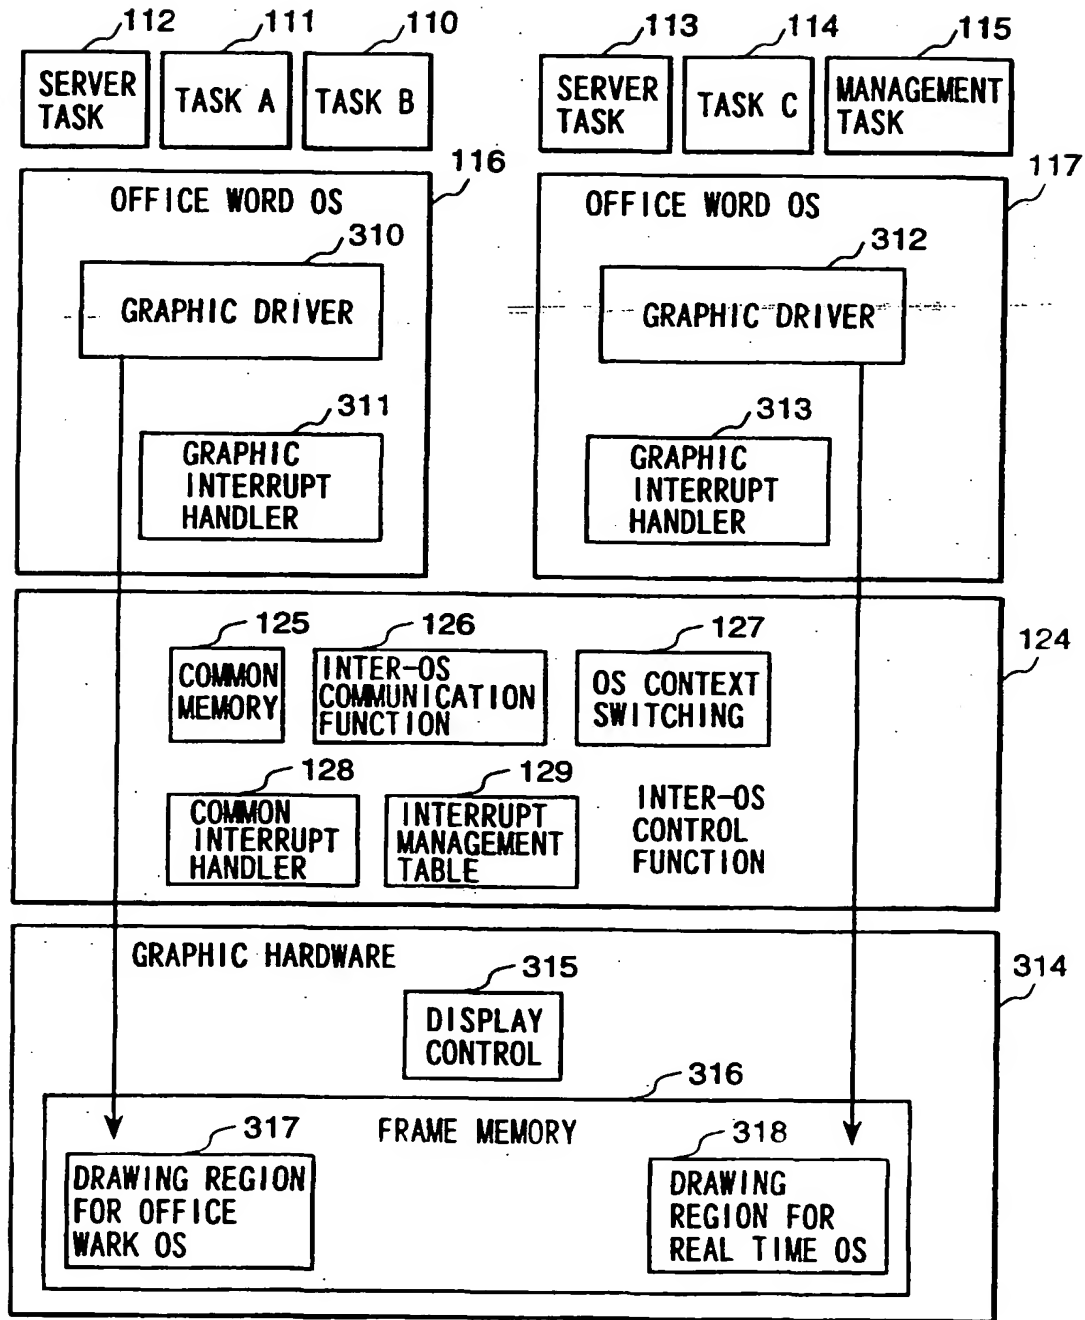 112
111
110
113
114
115
SERVER
TASK
TASK A
TASK B
SERVER
TASK
TASK C
MANAGEMENT
TASK
116
117
OFFICE WORD OS
OFFICE WORD OS
310
312
GRAPHIC DRIVER
GRAPHIC DRIVER
311
313
GRAPHIC
INTERRUPT
HANDLER
GRAPHIC
INTERRUPT
HANDLER
124
125
126
127
COMMON
MEMORY
INTER-OS
COMMUNICATION
FUNCTION
OS CONTEXT
SWITCHING
128
129
COMMON
INTERRUPT
HANDLER
INTERRUPT
MANAGEMENT
TABLE
INTER-OS
CONTROL
FUNCTION
GRAPHIC HARDWARE
314
315
DISPLAY
CONTROL
316
FRAME MEMORY
317
318
DRAWING REGION
FOR OFFICE
WARK OS
DRAWING
REGION FOR
REAL TIME OS